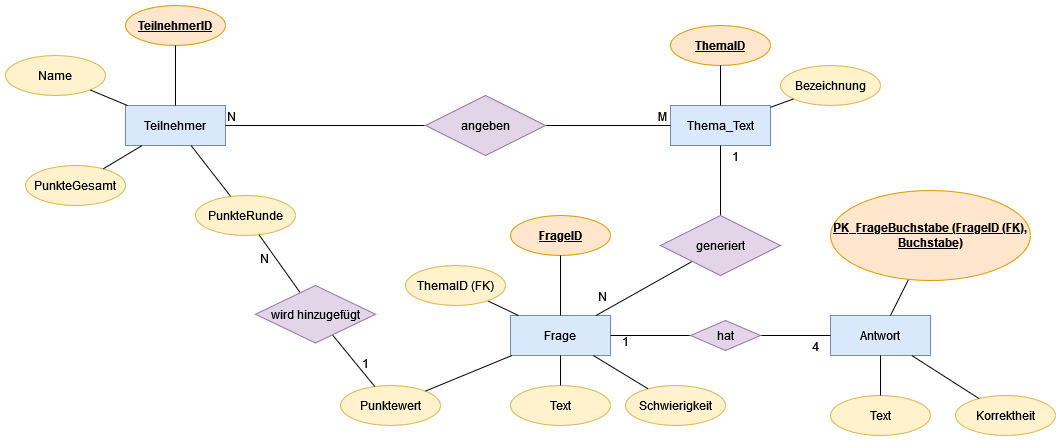 TeilnehmerID
ThemaID
Name
Bezeichnung
Teilnehmer
N
angeben
M
Thema_Text
1
PunkteGesamt
PunkteRunde
PK_FrageBuchstabe (FrageID (FK),
Buchstabe)
FrageID
generiert
N
ThemaID (FK)
N
wird hinzugefügt
Frage
1
hat
4
Antwort
1
Punktewert
Text
Schwierigkeit
Text
Korrektheit